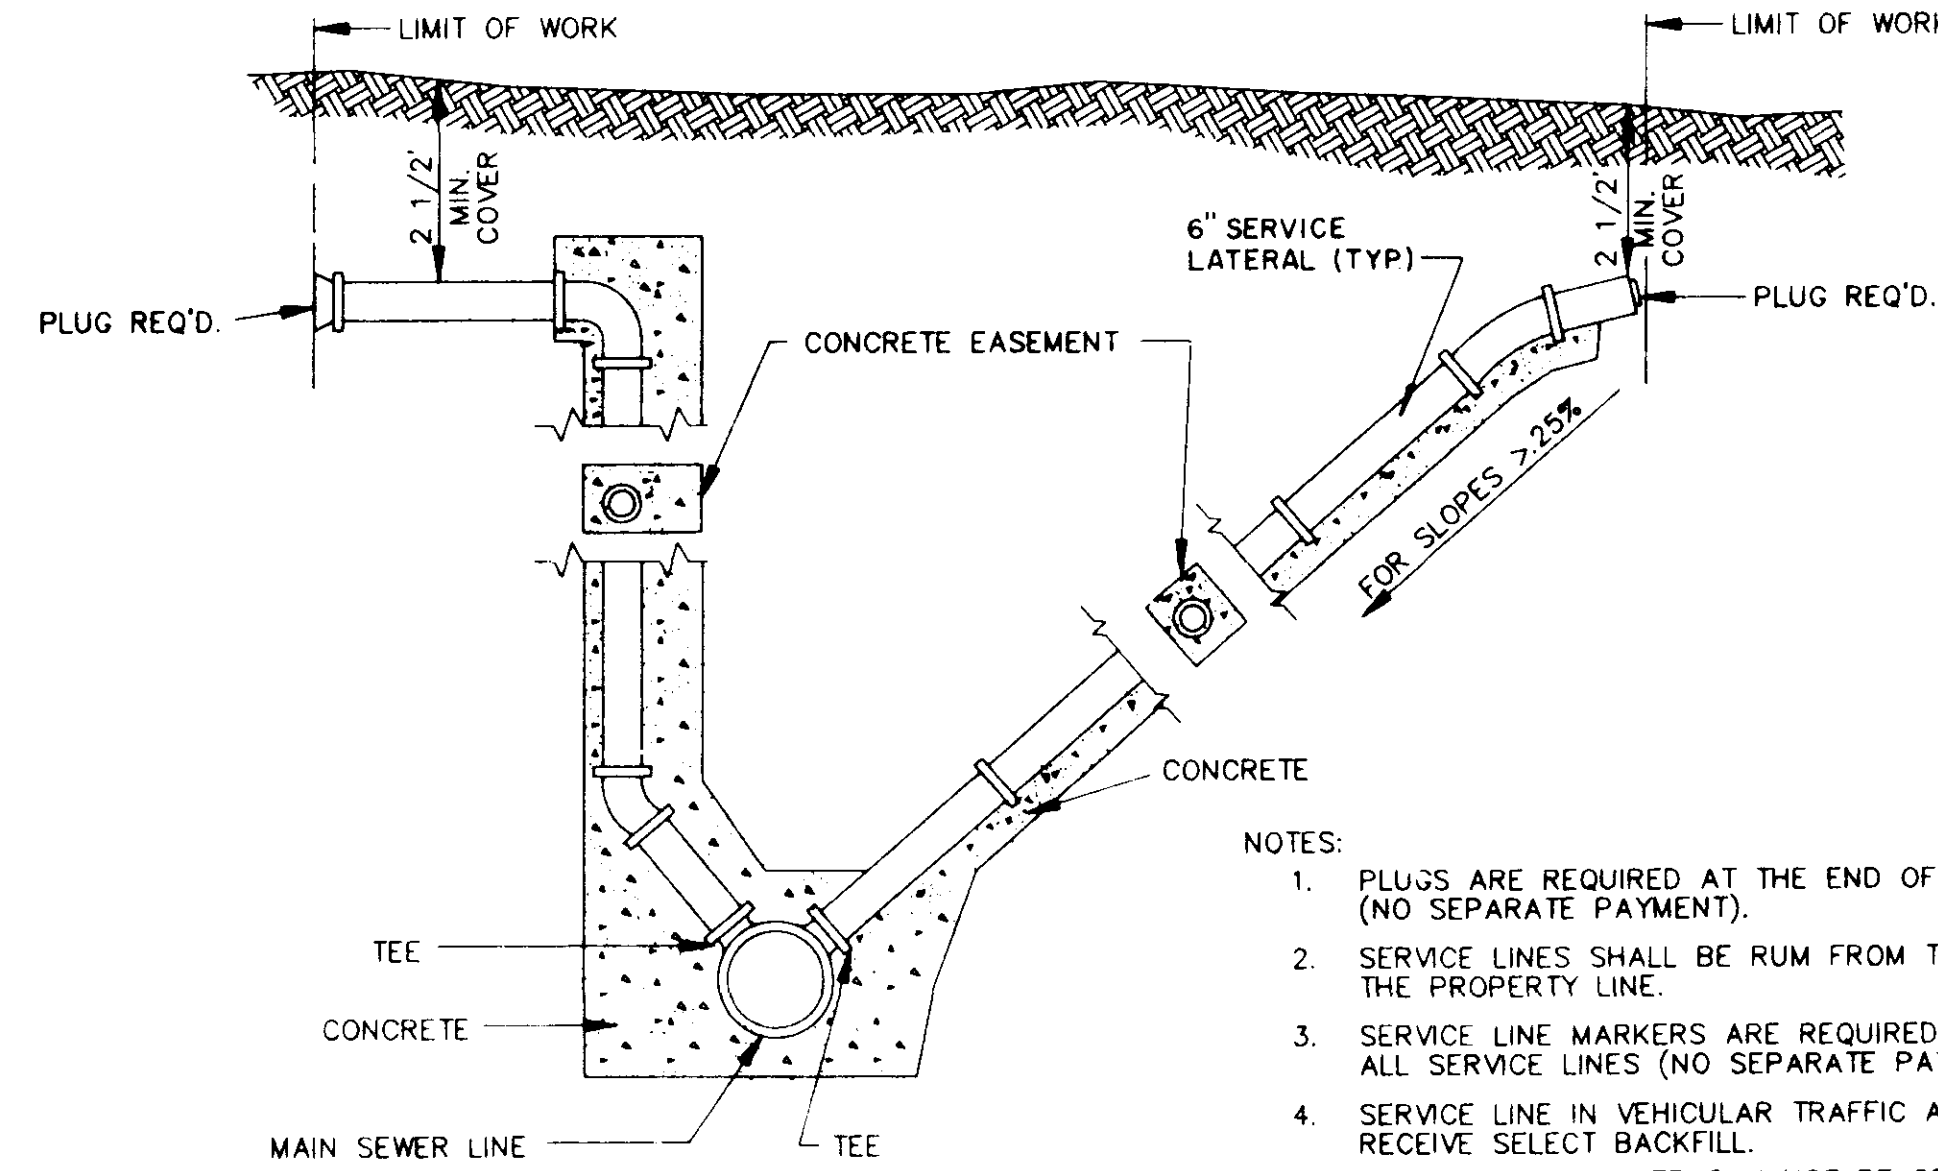 LIMIT OF WORK
LIMIT OF WORK
2 1/2'
MIN.
COVER
2 1/2'
MIN.
COVER
6" SERVICE
LATERAL (TYP.)
PLUG REQ'D.
PLUG REQ'D.
CONCRETE EASEMENT
FOR SLOPES >.25%
CONCRETE
TEE
CONCRETE
MAIN SEWER LINE
TEE
NOTES:
1. PLUGS ARE REQUIRED AT THE END OF
(NO SEPARATE PAYMENT).
2. SERVICE LINES SHALL BE RUM FROM
THE PROPERTY LINE.
3. SERVICE LINE MARKERS ARE REQUIRED
ALL SERVICE LINES (NO SEPARATE
4. SERVICE LINE IN VEHICULAR TRAFFIC
RECEIVE SELECT BACKFILL.